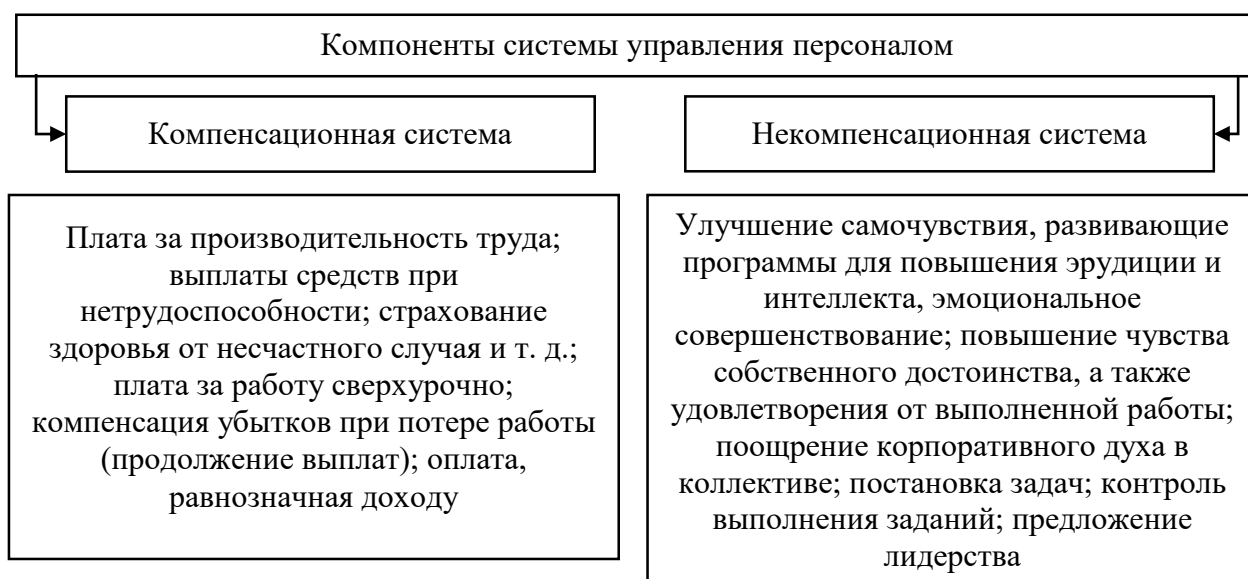 Компоненты системы управления персоналом
Компенсационная система
Некомпенсационная система
Плата за производительность труда;
выплаты средств при
нетрудоспособности; страхование
здоровья от несчастного случая и т. д.;
плата за работу сверхурочно;
компенсация убытков при потере работы
(продолжение выплат); оплата,
равнозначная доходу
Улучшение самочувствия, развивающие
программы для повышения эрудиции и
интеллекта, эмоциональное
совершенствование; повышение чувства
собственного достоинства, а также
удовлетворения от выполненной работы;
поощрение корпоративного духа в
коллективе; постановка задач; контроль
выполнения заданий; предложение
лидерства